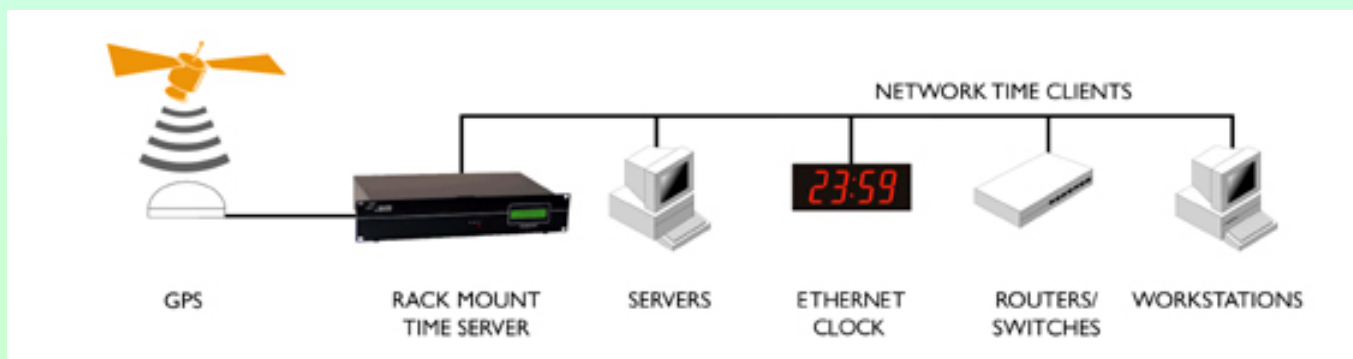 NETWORK TIME CLIENTS
23:59
GPS
RACK MOUNT
TIME SERVER
SERVERS
ETHERNET
CLOCK
ROUTERS/
SWITCHES
WORKSTATIONS